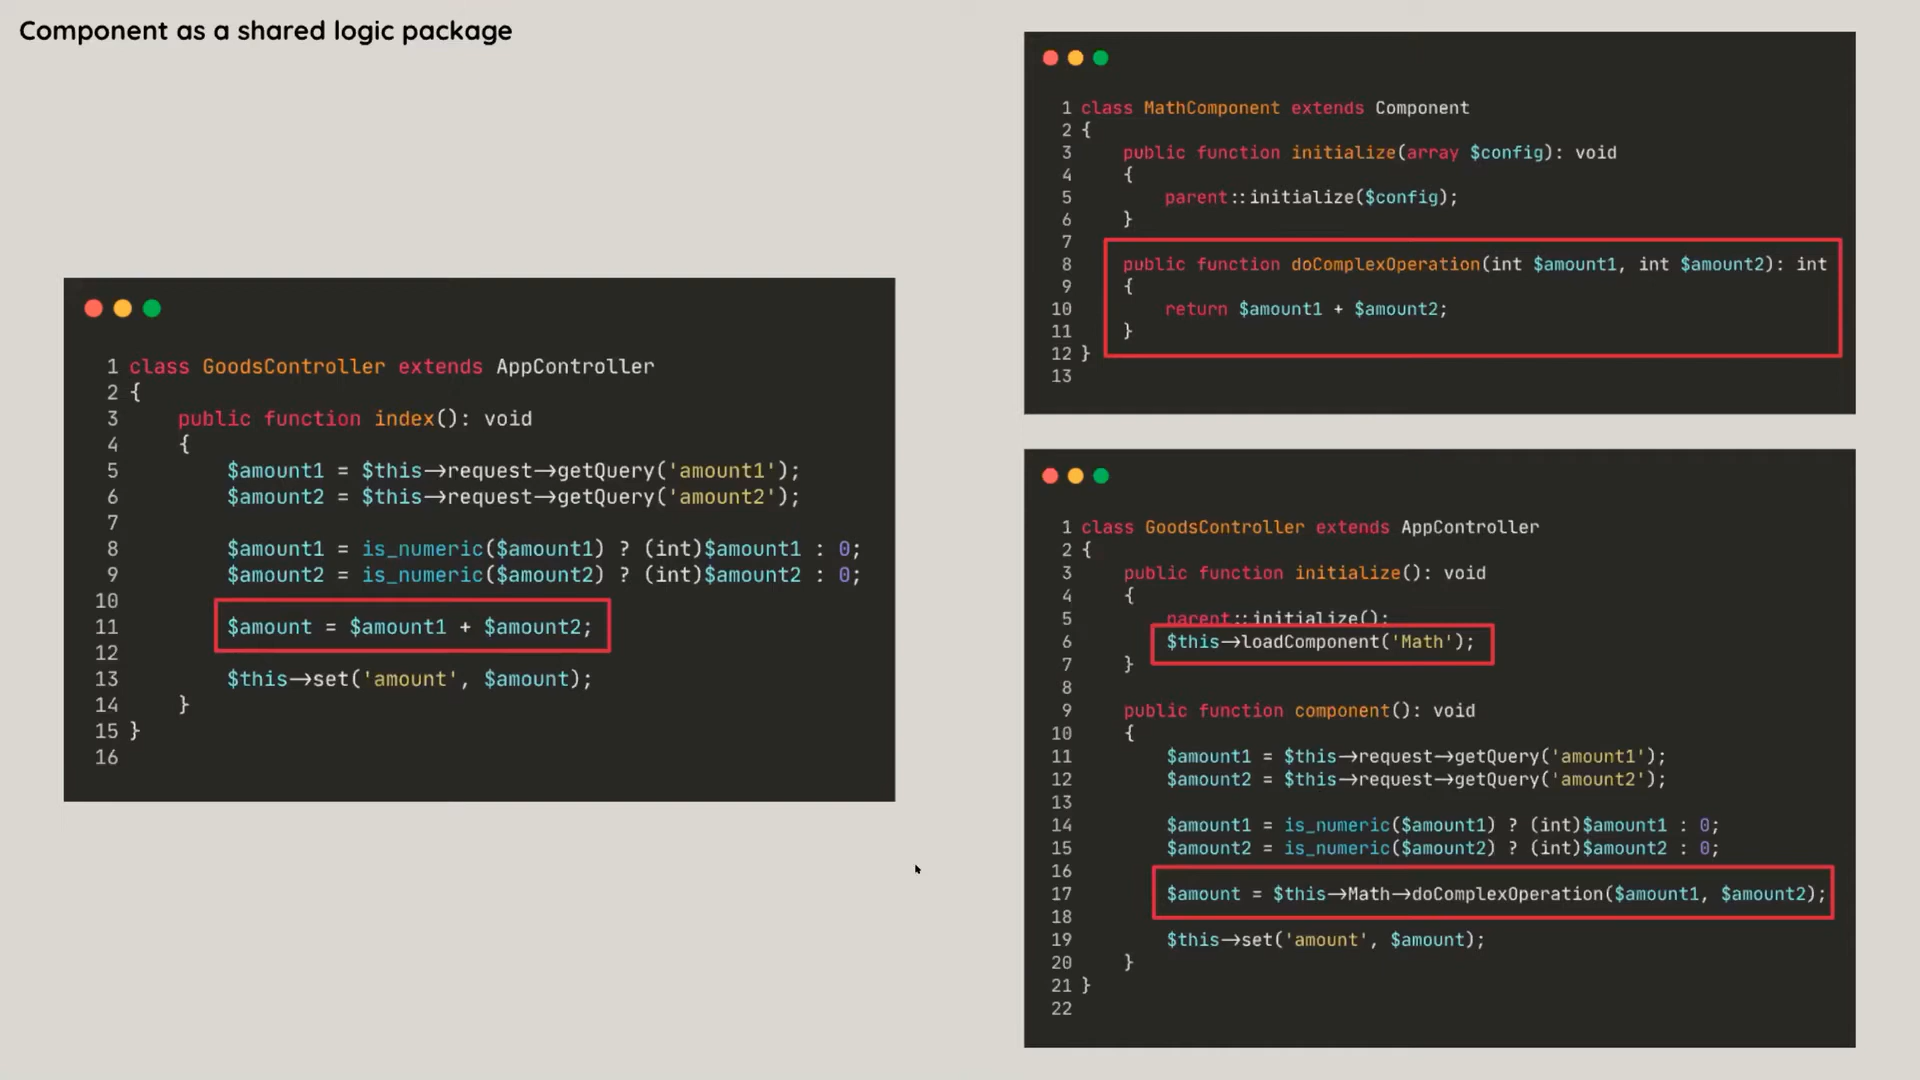 Component as a shared logic package
1 class GoodsController extends AppController
2 {
3     public function index(): void
4     {
5         $amount1 = $this->request->getQuery('amount1');
6         $amount2 = $this->request->getQuery('amount2');
7
8         $amount1 = is_numeric($amount1) ? (int)$amount1 : 0;
9         $amount2 = is_numeric($amount2) ? (int)$amount2 : 0;
10
11         $amount = $amount1 + $amount2;
12
13         $this->set('amount', $amount);
14     }
15 }
16
1 class MathComponent extends Component
2 {
3     public function initialize(array $config): void
4     {
5         parent::initialize($config);
6     }
7
8     public function doComplexOperation(int $amount1, int $amount2): int
9     {
10         return $amount1 + $amount2;
11     }
12 }
13
1 class GoodsController extends AppController
2 {
3     public function initialize(): void
4     {
5         parent::initialize();
6         $this->loadComponent('Math');
7     }
8
9     public function component(): void
10     {
11         $amount1 = $this->request->getQuery('amount1');
12         $amount2 = $this->request->getQuery('amount2');
13
14         $amount1 = is_numeric($amount1) ? (int)$amount1 : 0;
15         $amount2 = is_numeric($amount2) ? (int)$amount2 : 0;
16
17         $amount = $this->Math->doComplexOperation($amount1, $amount2);
18
19         $this->set('amount', $amount);
20     }
21 }
22